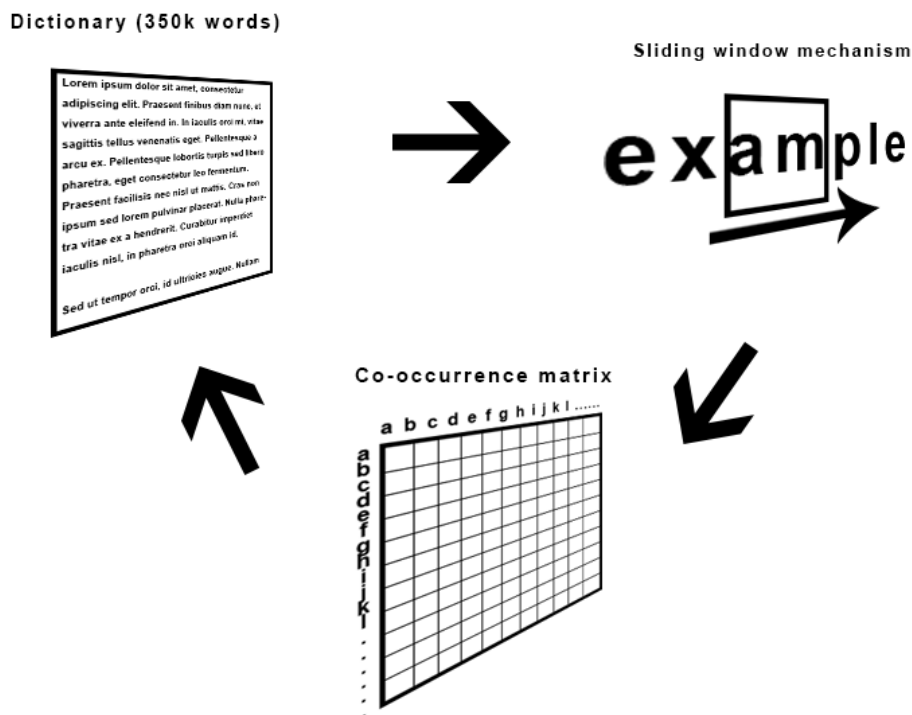 Dictionary (350k words)
Lorem ipsum dolor sit amet, consectetur
adipiscing elit. Praesent finibus diam nunc, et
viverra ante eleifend in. In iaculis orci mi, vitae
sagittis tellus venenatis eget. Pellentesque a
arcu ex. Pellentesque lobortis turpis sed libero
pharetra, eget consectetur leo fermentum.
Praesent facilisis nec nisl ut mattis. Cras non
ipsum sed lorem pulvinar placerat. Nulla phare-
tra vitae ex a hendrerit. Curabitur imperdiet
iaculis nisl, in pharetra orci aliquam id.
Sed ut tempor orci, id ultricies augue. Nullam
Sliding window mechanism
example
Co-occurrence matrix
a b c d e f g h i j k l ......
a
b
c
d
e
f
g
h
i
j
k
l
.
.
.
.
.
.